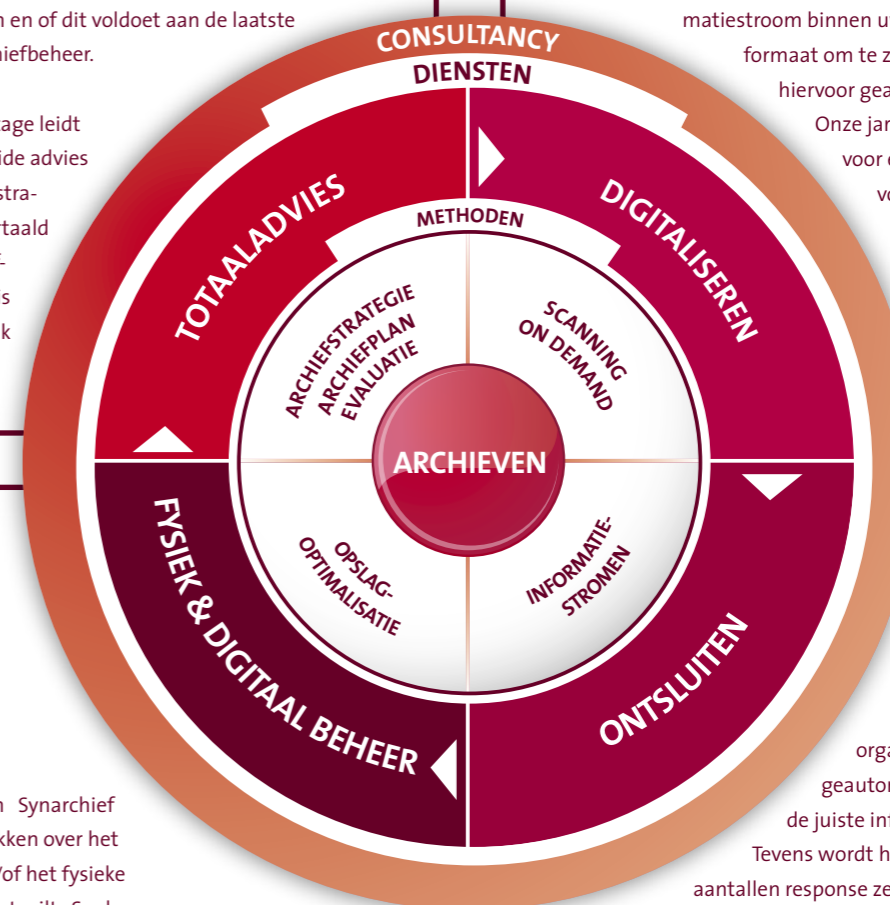 en of dit voldoet aan de laatste
iefbeheer.
age leidt
ide advies
stra-
taald
is
k
CONSULTANCY
DIENSTEN
TOTAALADVIES
DIGITALISEREN
METHODEN
ARCHIEFSTRATEGIE
ARCHIEFPLAN
EVALUATIE
SCANNING
ON DEMAND
ARCHIEVEN
OPSLAG-
OPTIMALISATIE
INFORMATIE-
STROMEN
FYSIEK & DIGITAAL BEHEER
ONTSLUITEN
matiestroom binnen u
formaat om te z
hiervoor gea
Onze jar
voor e
vo
Synarchief
kken over het
/of het fysieke
orga
geautor
de juiste inf
Tevens wordt h
aantallen response ze